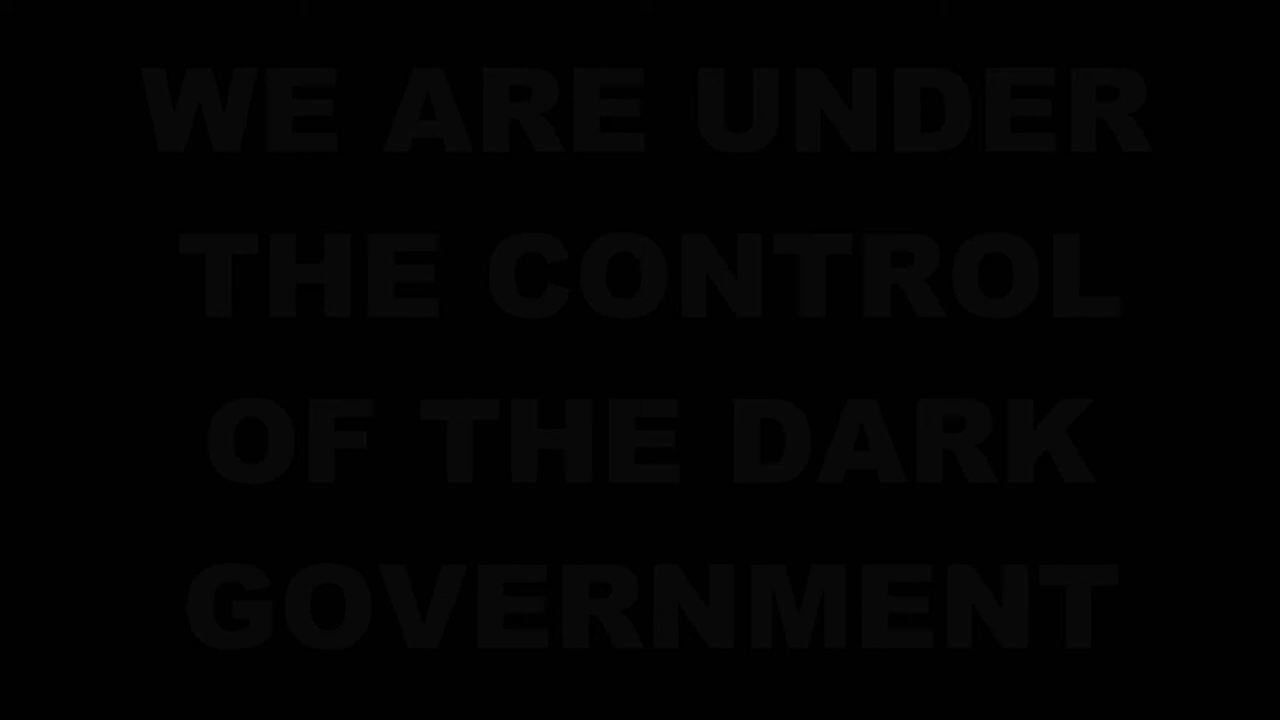 WE ARE UNDER
THE CONTROL
OF THE DARK
GOVERNMENT